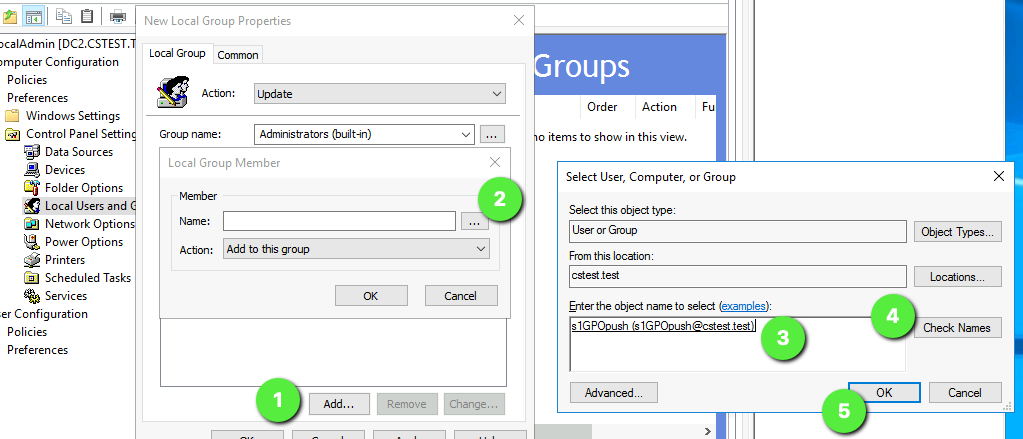 New Local Group Properties
ocalAdmin [DC2.CSTEST.T
omputer Configuration
Policies
Preferences
Windows Settings
Control Panel Setting
Data Sources
Devices
Folder Options
Local Users and G
Network Options
Power Options
Printers
Scheduled Tasks
Services
er Configuration
Policies
Preferences
Local Group
Common
Action:
Update
Group name:
Administrators (built-in)
...
Local Group Member
Member
2
Name:
...
Action:
Add to this group
OK
Cancel
1
Add...
Remove
Change...
Groups
Order
Action
Fu
no items to show in this view.
Select User, Computer, or Group
Select this object type:
User or Group
Object Types...
From this location:
cstest.test
Locations...
Enter the object name to select (examples):
s1GPOpush (s1GPOpush@cstest.test)
3
4
Check Names
Advanced...
OK
Cancel
5